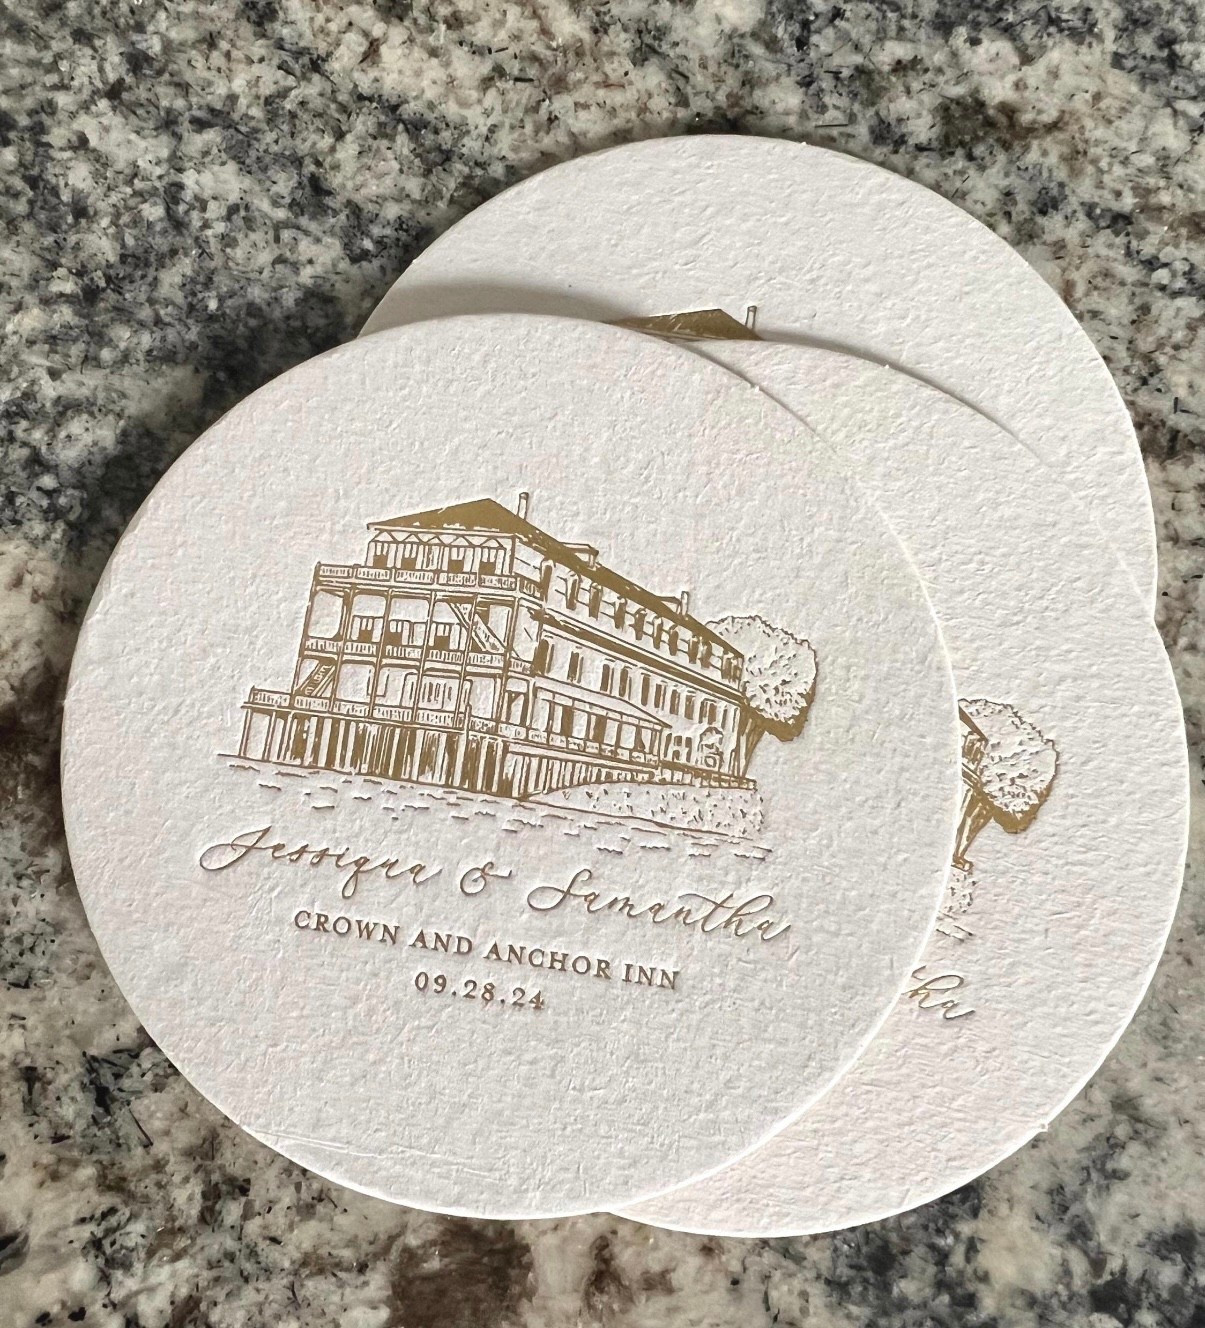 Jessiqua & Samantha
CROWN AND ANCHOR INN
09.28.24